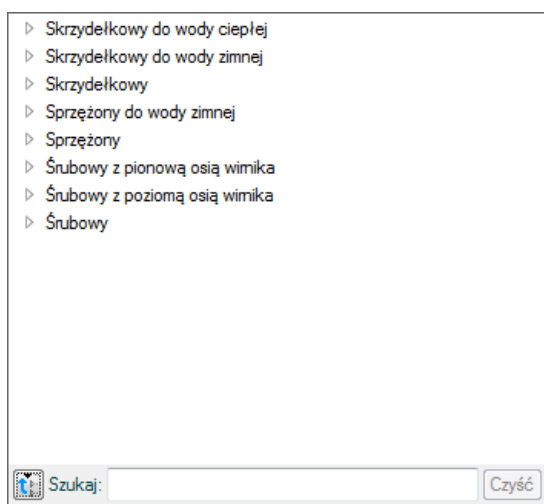 Skrzydełkowy do wody ciepłej
Skrzydełkowy do wody zimnej
Skrzydełkowy
Sprzężony do wody zimnej
Sprzężony
Śrubowy z pionową osią wirnika
Śrubowy z poziomą osią wirnika
Śrubowy
Szukaj:
Czyść